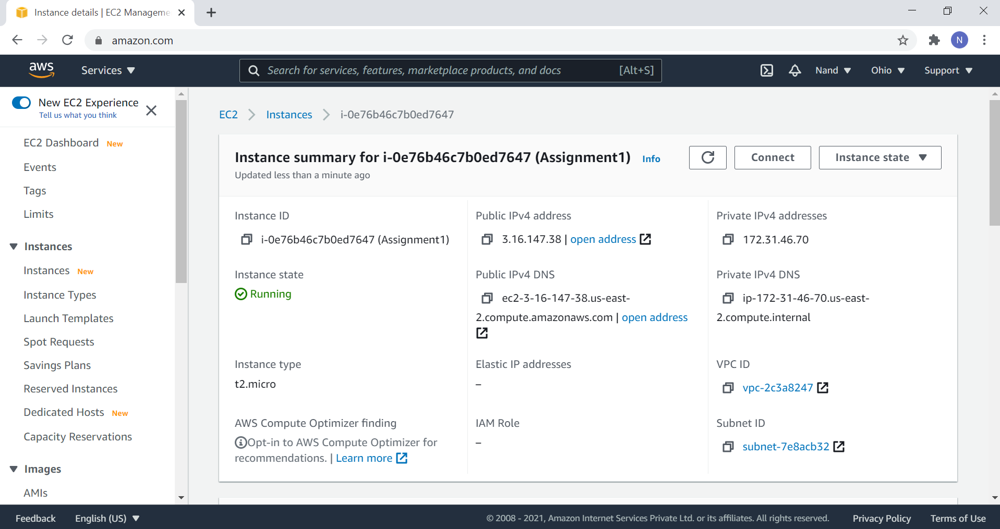 Instance details | EC2 Manageme
amazon.com
N
aws
Services
Search for services, features, marketplace products, and docs
[Alt+S]
Nand
Ohio
Support
New EC2 Experience
Tell us what you think
EC2 Dashboard New
Events
Tags
Limits
Instances
Instances New
Instance Types
Launch Templates
Spot Requests
Savings Plans
Reserved Instances
Dedicated Hosts New
Capacity Reservations
Images
AMIs
EC2
Instances
i-0e76b46c7b0ed7647
Instance summary for i-0e76b46c7b0ed7647 (Assignment1) Info
Updated less than a minute ago
Connect
Instance state
Instance ID
i-0e76b46c7b0ed7647 (Assignment1)
Public IPv4 address
3.16.147.38 | open address
Private IPv4 addresses
172.31.46.70
Instance state
Running
Public IPv4 DNS
ec2-3-16-147-38.us-east-
2.compute.amazonaws.com | open address
Private IPv4 DNS
ip-172-31-46-70.us-east-
2.compute.internal
Instance type
t2.micro
Elastic IP addresses
–
VPC ID
vpc-2c3a8247
AWS Compute Optimizer finding
Opt-in to AWS Compute Optimizer for
recommendations. | Learn more
IAM Role
–
Subnet ID
subnet-7e8acb32
Feedback
English (US)
© 2008 - 2021, Amazon Internet Services Private Ltd. or its affiliates. All rights reserved.
Privacy Policy
Terms of Use